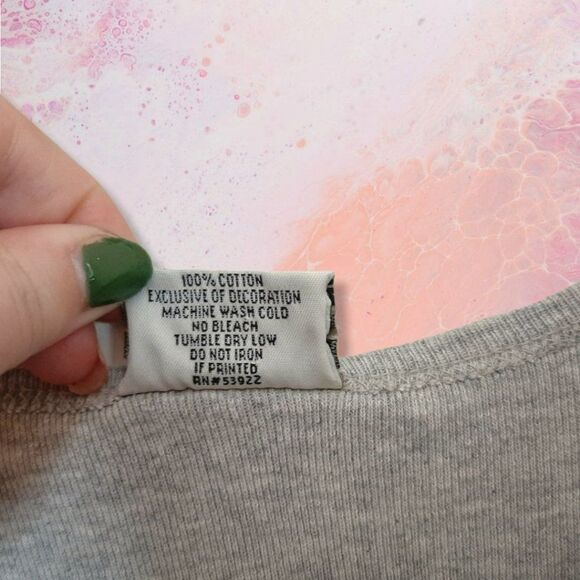 100% COTTON
EXCLUSIVE OF DECORATION
MACHINE WASH COLD
NO BLEACH
TUMBLE DRY LOW
DO NOT IRON
IF PRINTED
RN#53922